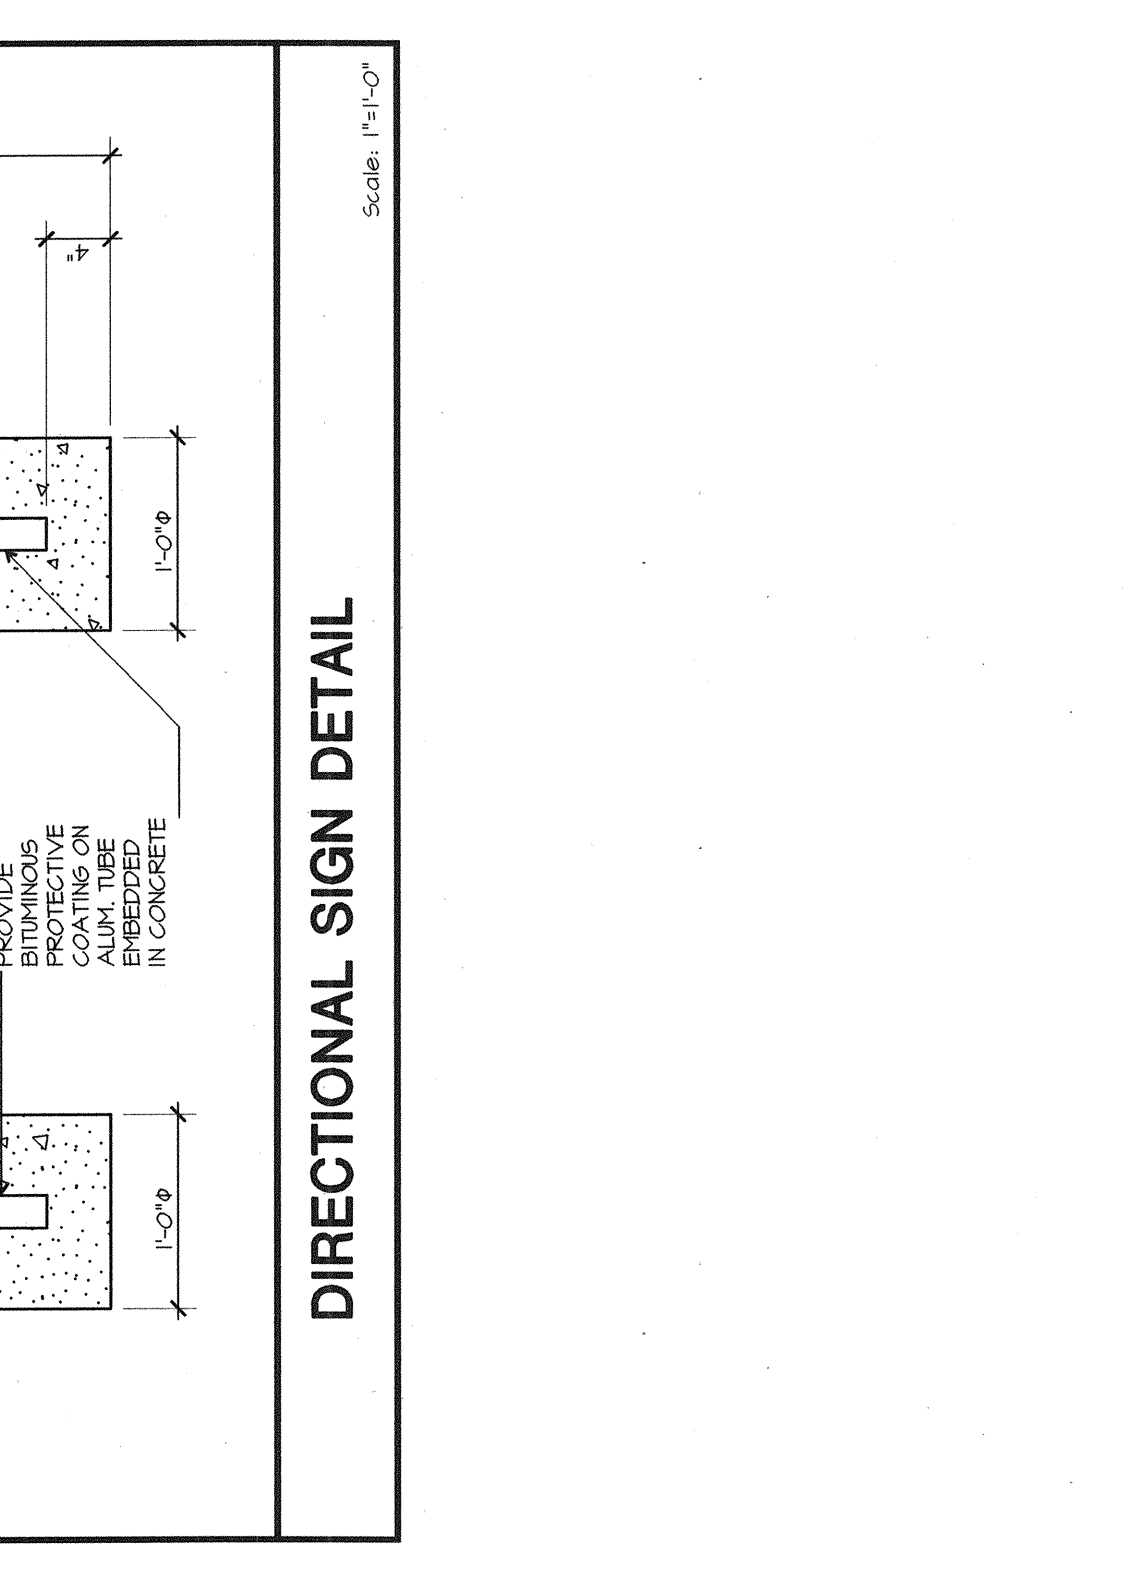 4"
1'-0"Φ
PROVIDE
BITUMINOUS
PROTECTIVE
COATING ON
ALUM. TUBE
EMBEDDED
IN CONCRETE
1'-0"Φ
DIRECTIONAL SIGN DETAIL
Scale: 1"=1'-0"